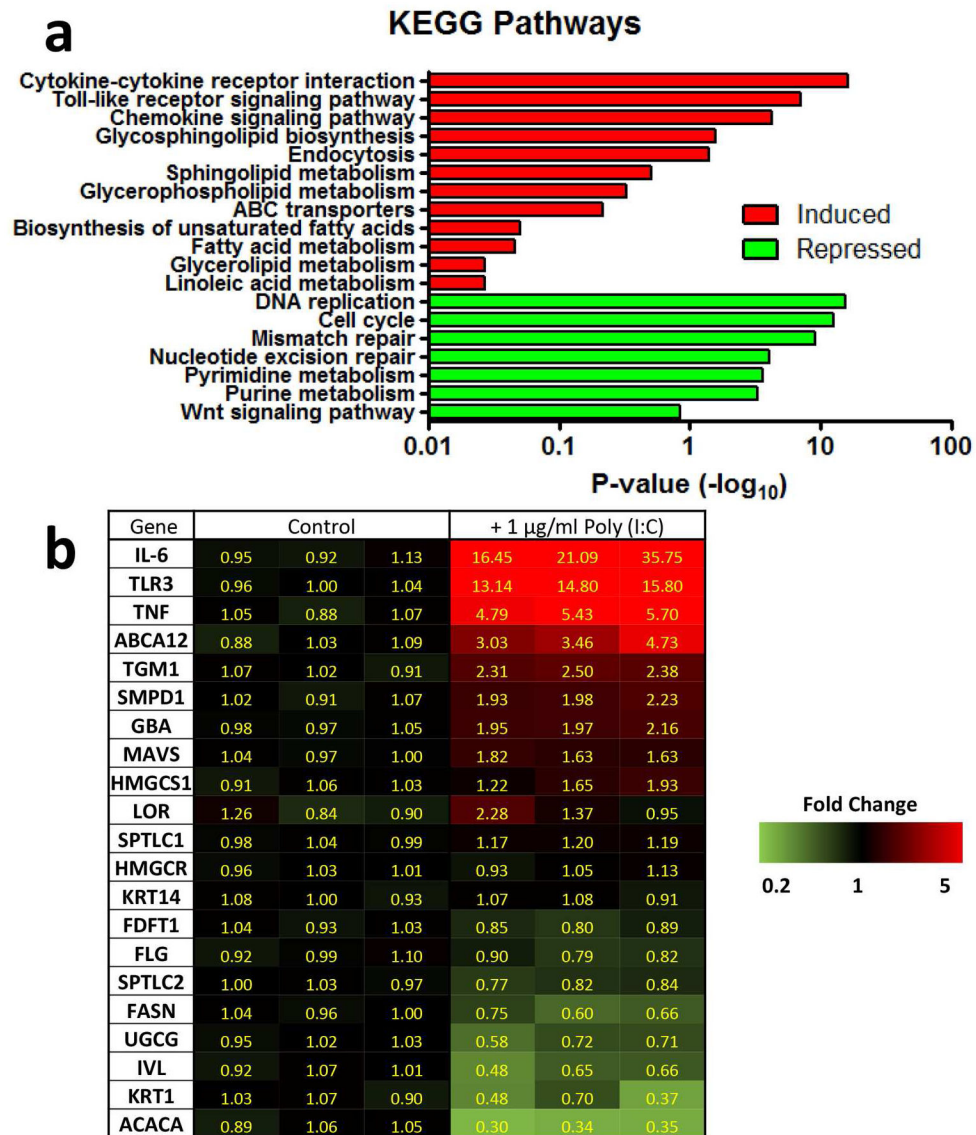 a
KEGG Pathways
Cytokine-cytokine receptor interaction
Toll-like receptor signaling pathway
Chemokine signaling pathway
Glycosphingolipid biosynthesis
Endocytosis
Sphingolipid metabolism
Glycerophospholipid metabolism
ABC transporters
Biosynthesis of unsaturated fatty acids
Fatty acid metabolism
Glycerolipid metabolism
Linoleic acid metabolism
DNA replication
Cell cycle
Mismatch repair
Nucleotide excision repair
Pyrimidine metabolism
Purine metabolism
Wnt signaling pathway
Induced
Repressed
0.01 0.1 1 10 100
P-value (-log₁₀)
b
Gene Control + 1 µg/ml Poly (I:C)
IL-6 0.95 0.92 1.13 16.45 21.09 35.75
TLR3 0.96 1.00 1.04 13.14 14.80 15.80
TNF 1.05 0.88 1.07 4.79 5.43 5.70
ABCA12 0.88 1.03 1.09 3.03 3.46 4.73
TGM1 1.07 1.02 0.91 2.31 2.50 2.38
SMPD1 1.02 0.91 1.07 1.93 1.98 2.23
GBA 0.98 0.97 1.05 1.95 1.97 2.16
MAVS 1.04 0.97 1.00 1.82 1.63 1.63
HMGCS1 0.91 1.06 1.03 1.22 1.65 1.93
LOR 1.26 0.84 0.90 2.28 1.37 0.95
SPTLC1 0.98 1.04 0.99 1.17 1.20 1.19
HMGCR 0.96 1.03 1.01 0.93 1.05 1.13
KRT14 1.08 1.00 0.93 1.07 1.08 0.91
FDFT1 1.04 0.93 1.03 0.85 0.80 0.89
FLG 0.92 0.99 1.10 0.90 0.79 0.82
SPTLC2 1.00 1.03 0.97 0.77 0.82 0.84
FASN 1.04 0.96 1.00 0.75 0.60 0.66
UGCG 0.95 1.02 1.03 0.58 0.72 0.71
IVL 0.92 1.07 1.01 0.48 0.65 0.66
KRT1 1.03 1.07 0.90 0.48 0.70 0.37
ACACA 0.89 1.06 1.05 0.30 0.34 0.35
Fold Change
0.2 1 5